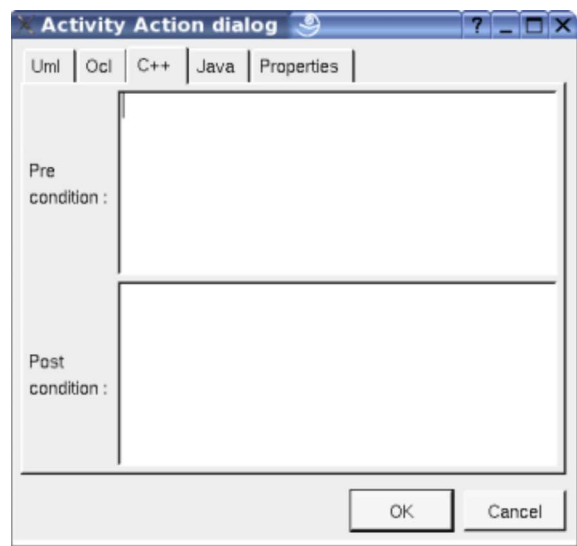 Activity Action dialog
Uml Ocl C++ Java Properties
Pre
condition :
Post
condition :
OK Cancel